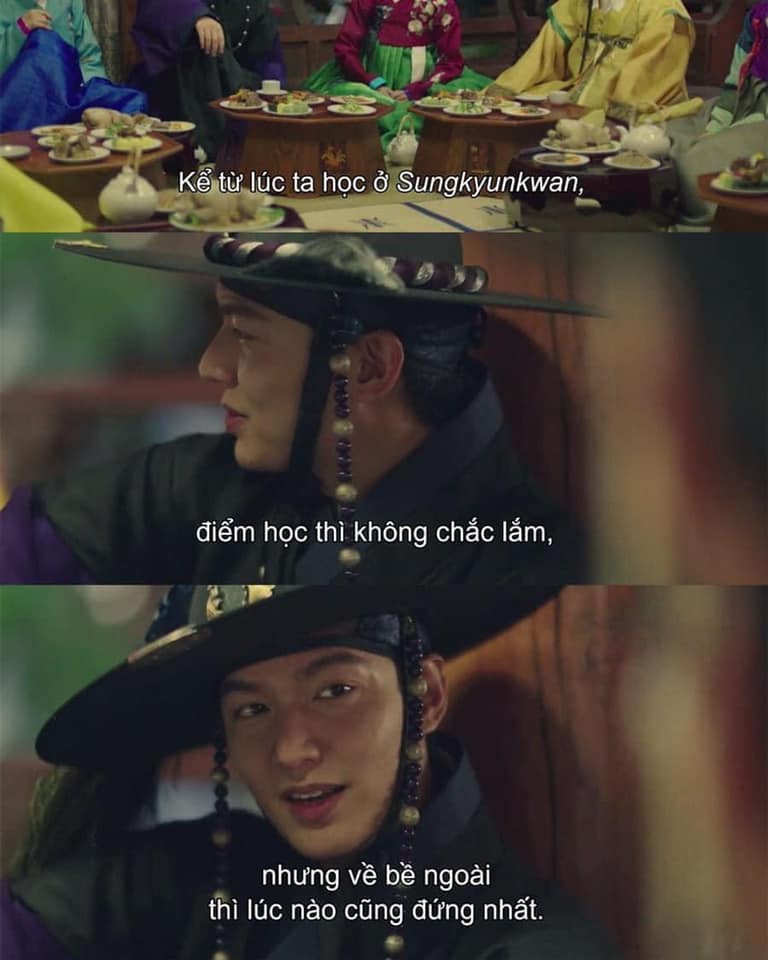 Kể từ lúc ta học ở Sungkyunkwan,
điểm học thì không chắc lắm,
nhưng về bề ngoài
thì lúc nào cũng đứng nhất.